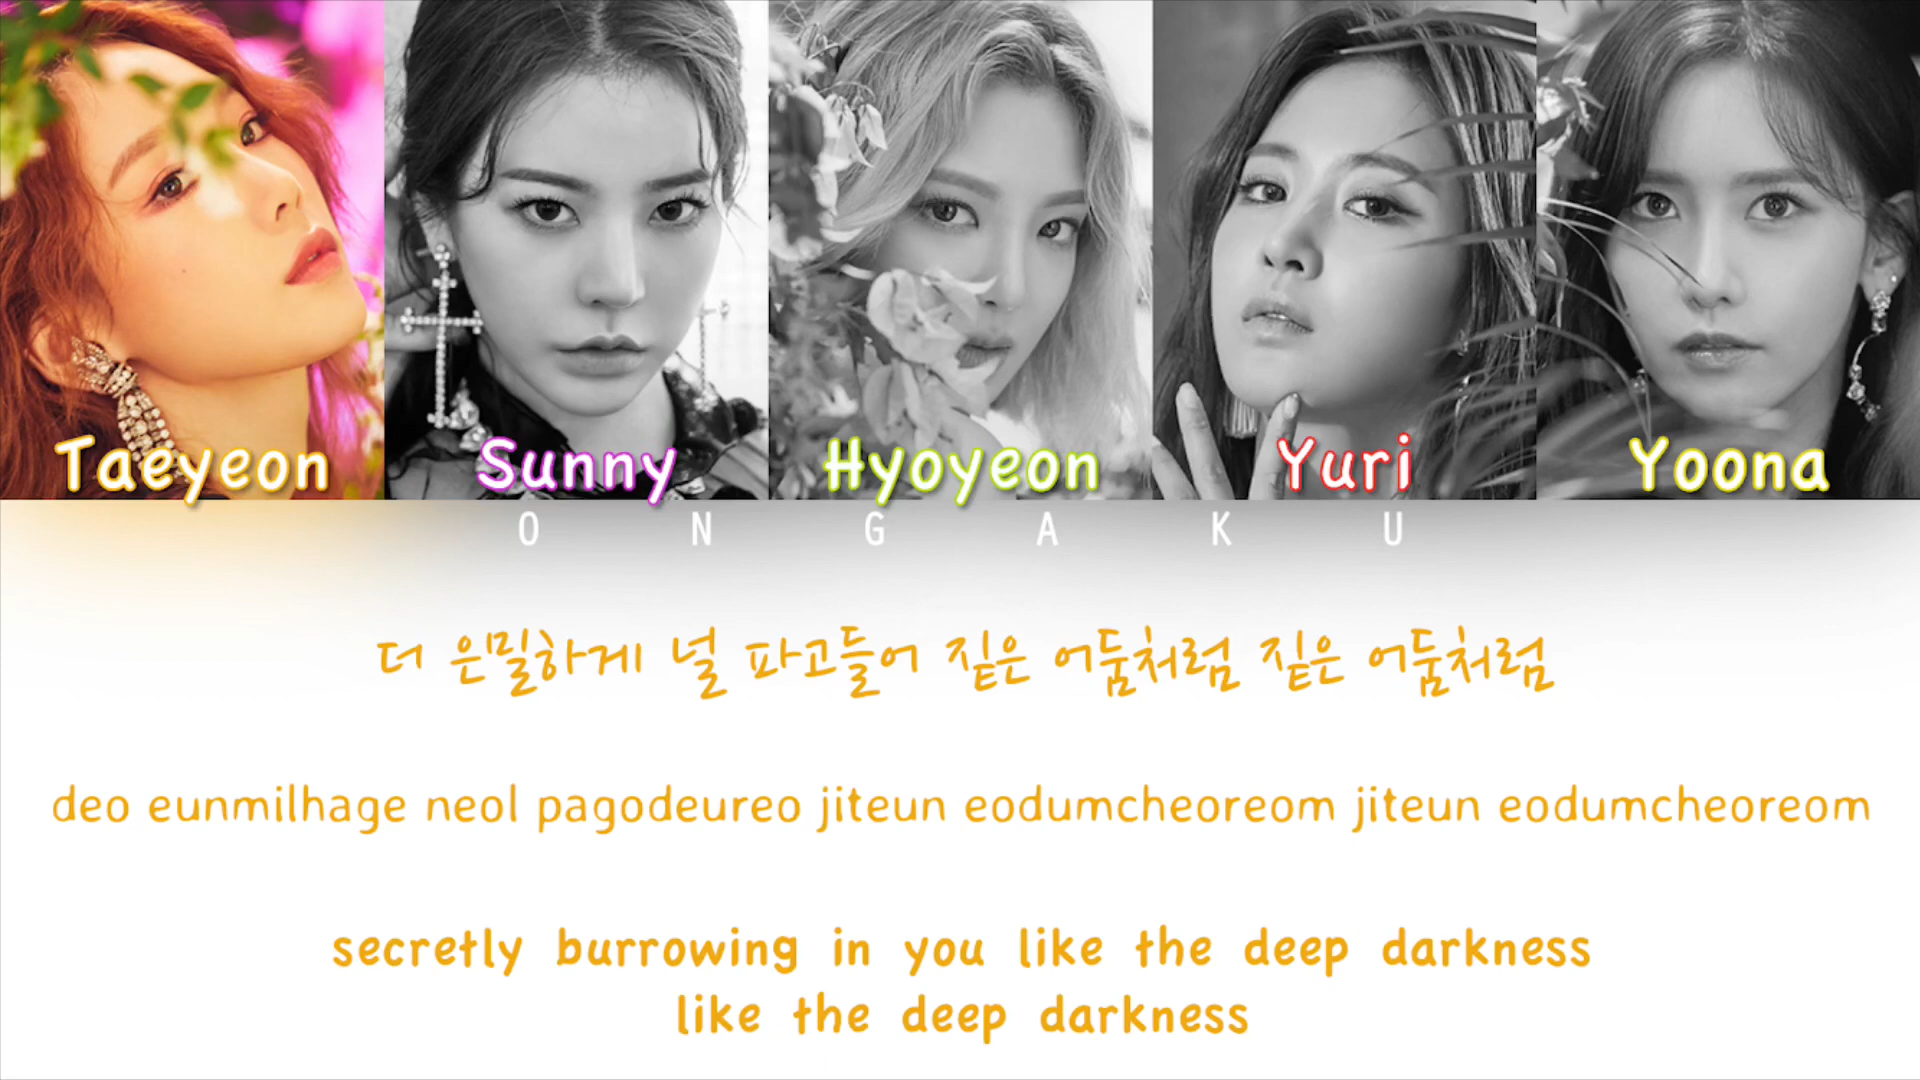 Taeyeon Sunny Hyoyeon Yuri Yoona
O N G A K U
더 은밀하게 널 파고들어 짙은 어둠처럼 짙은 어둠처럼
deo eunmilhage neol pagodeureo jiteun eodumcheoreom jiteun eodumcheoreom
secretly burrowing in you like the deep darkness
like the deep darkness